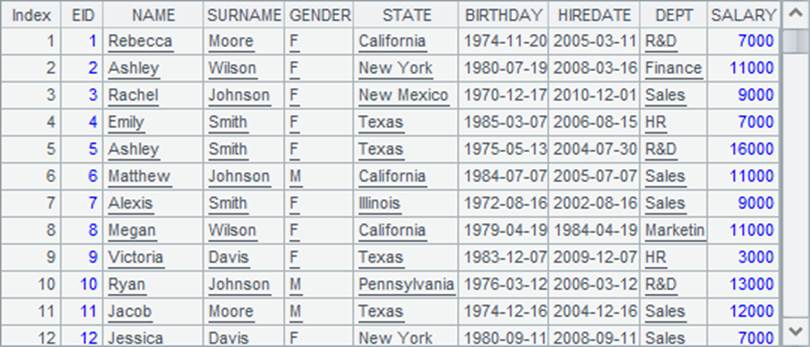 Index EID NAME SURNAME GENDER STATE BIRTHDAY HIREDATE DEPT SALARY
1 1 Rebecca Moore F California 1974-11-20 2005-03-11 R&D 7000
2 2 Ashley Wilson F New York 1980-07-19 2008-03-16 Finance 11000
3 3 Rachel Johnson F New Mexico 1970-12-17 2010-12-01 Sales 9000
4 4 Emily Smith F Texas 1985-03-07 2006-08-15 HR 7000
5 5 Ashley Smith F Texas 1975-05-13 2004-07-30 R&D 16000
6 6 Matthew Johnson M California 1984-07-07 2005-07-07 Sales 11000
7 7 Alexis Smith F Illinois 1972-08-16 2002-08-16 Sales 9000
8 8 Megan Wilson F California 1979-04-19 1984-04-19 Marketin 11000
9 9 Victoria Davis F Texas 1983-12-07 2009-12-07 HR 3000
10 10 Ryan Johnson M Pennsylvania 1976-03-12 2006-03-12 R&D 13000
11 11 Jacob Moore M Texas 1974-12-16 2004-12-16 Sales 12000
12 12 Jessica Davis F New York 1980-09-11 2008-09-11 Sales 7000